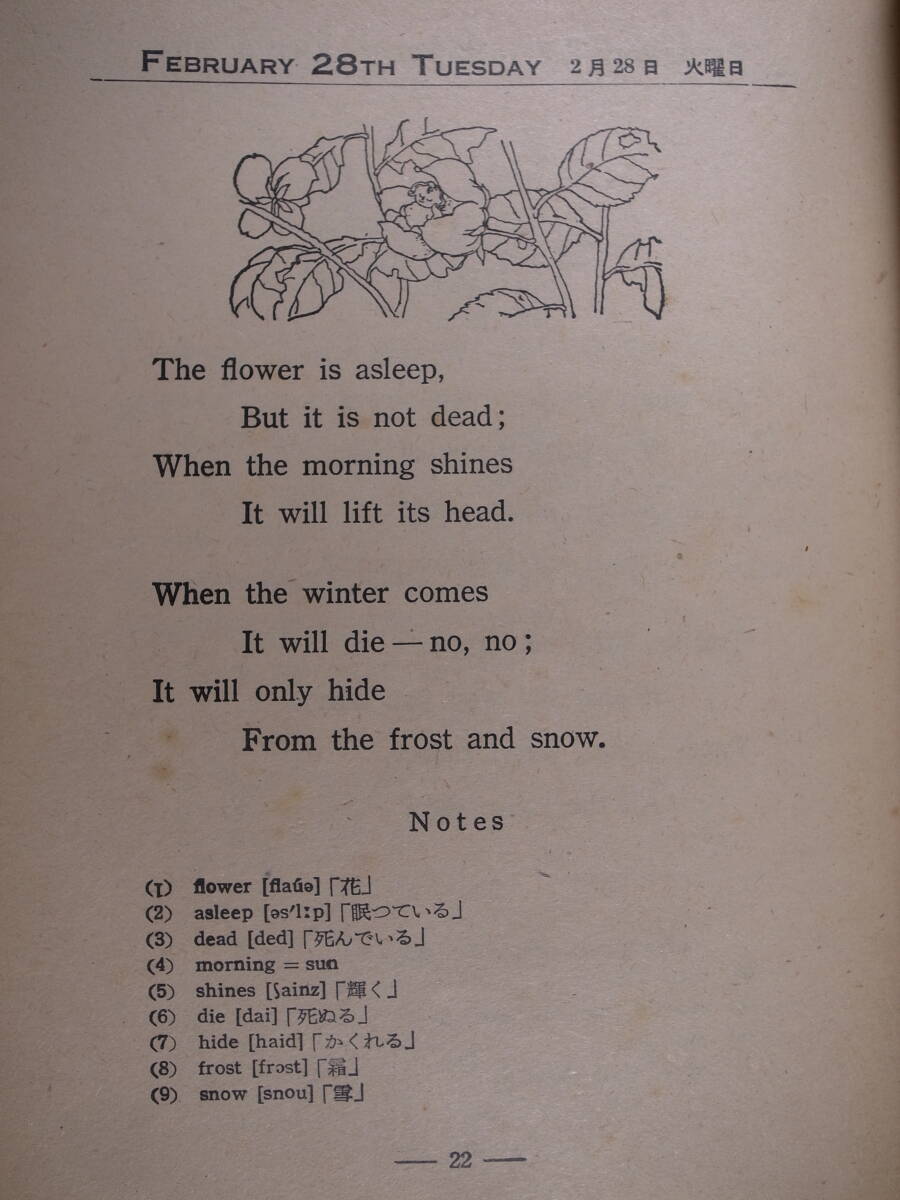 FEBRUARY 28TH TUESDAY 2月28日 火曜日
The flower is asleep,
But it is not dead;
When the morning shines
It will lift its head.
When the winter comes
It will die — no, no;
It will only hide
From the frost and snow.
Notes
(1) flower [flaúə]「花」
(2) asleep [əs′lːp]「眠つている」
(3) dead [ded]「死んでいる」
(4) morning = sun
(5) shines [ʃainz]「輝く」
(6) die [dai]「死ぬる」
(7) hide [haid]「かくれる」
(8) frost [frɔst]「霜」
(9) snow [snou]「雪」
— 22 —